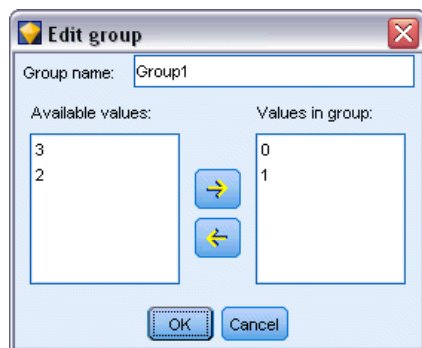 Edit group
Group name: Group1
Available values: Values in group:
3 0
2 1
OK Cancel